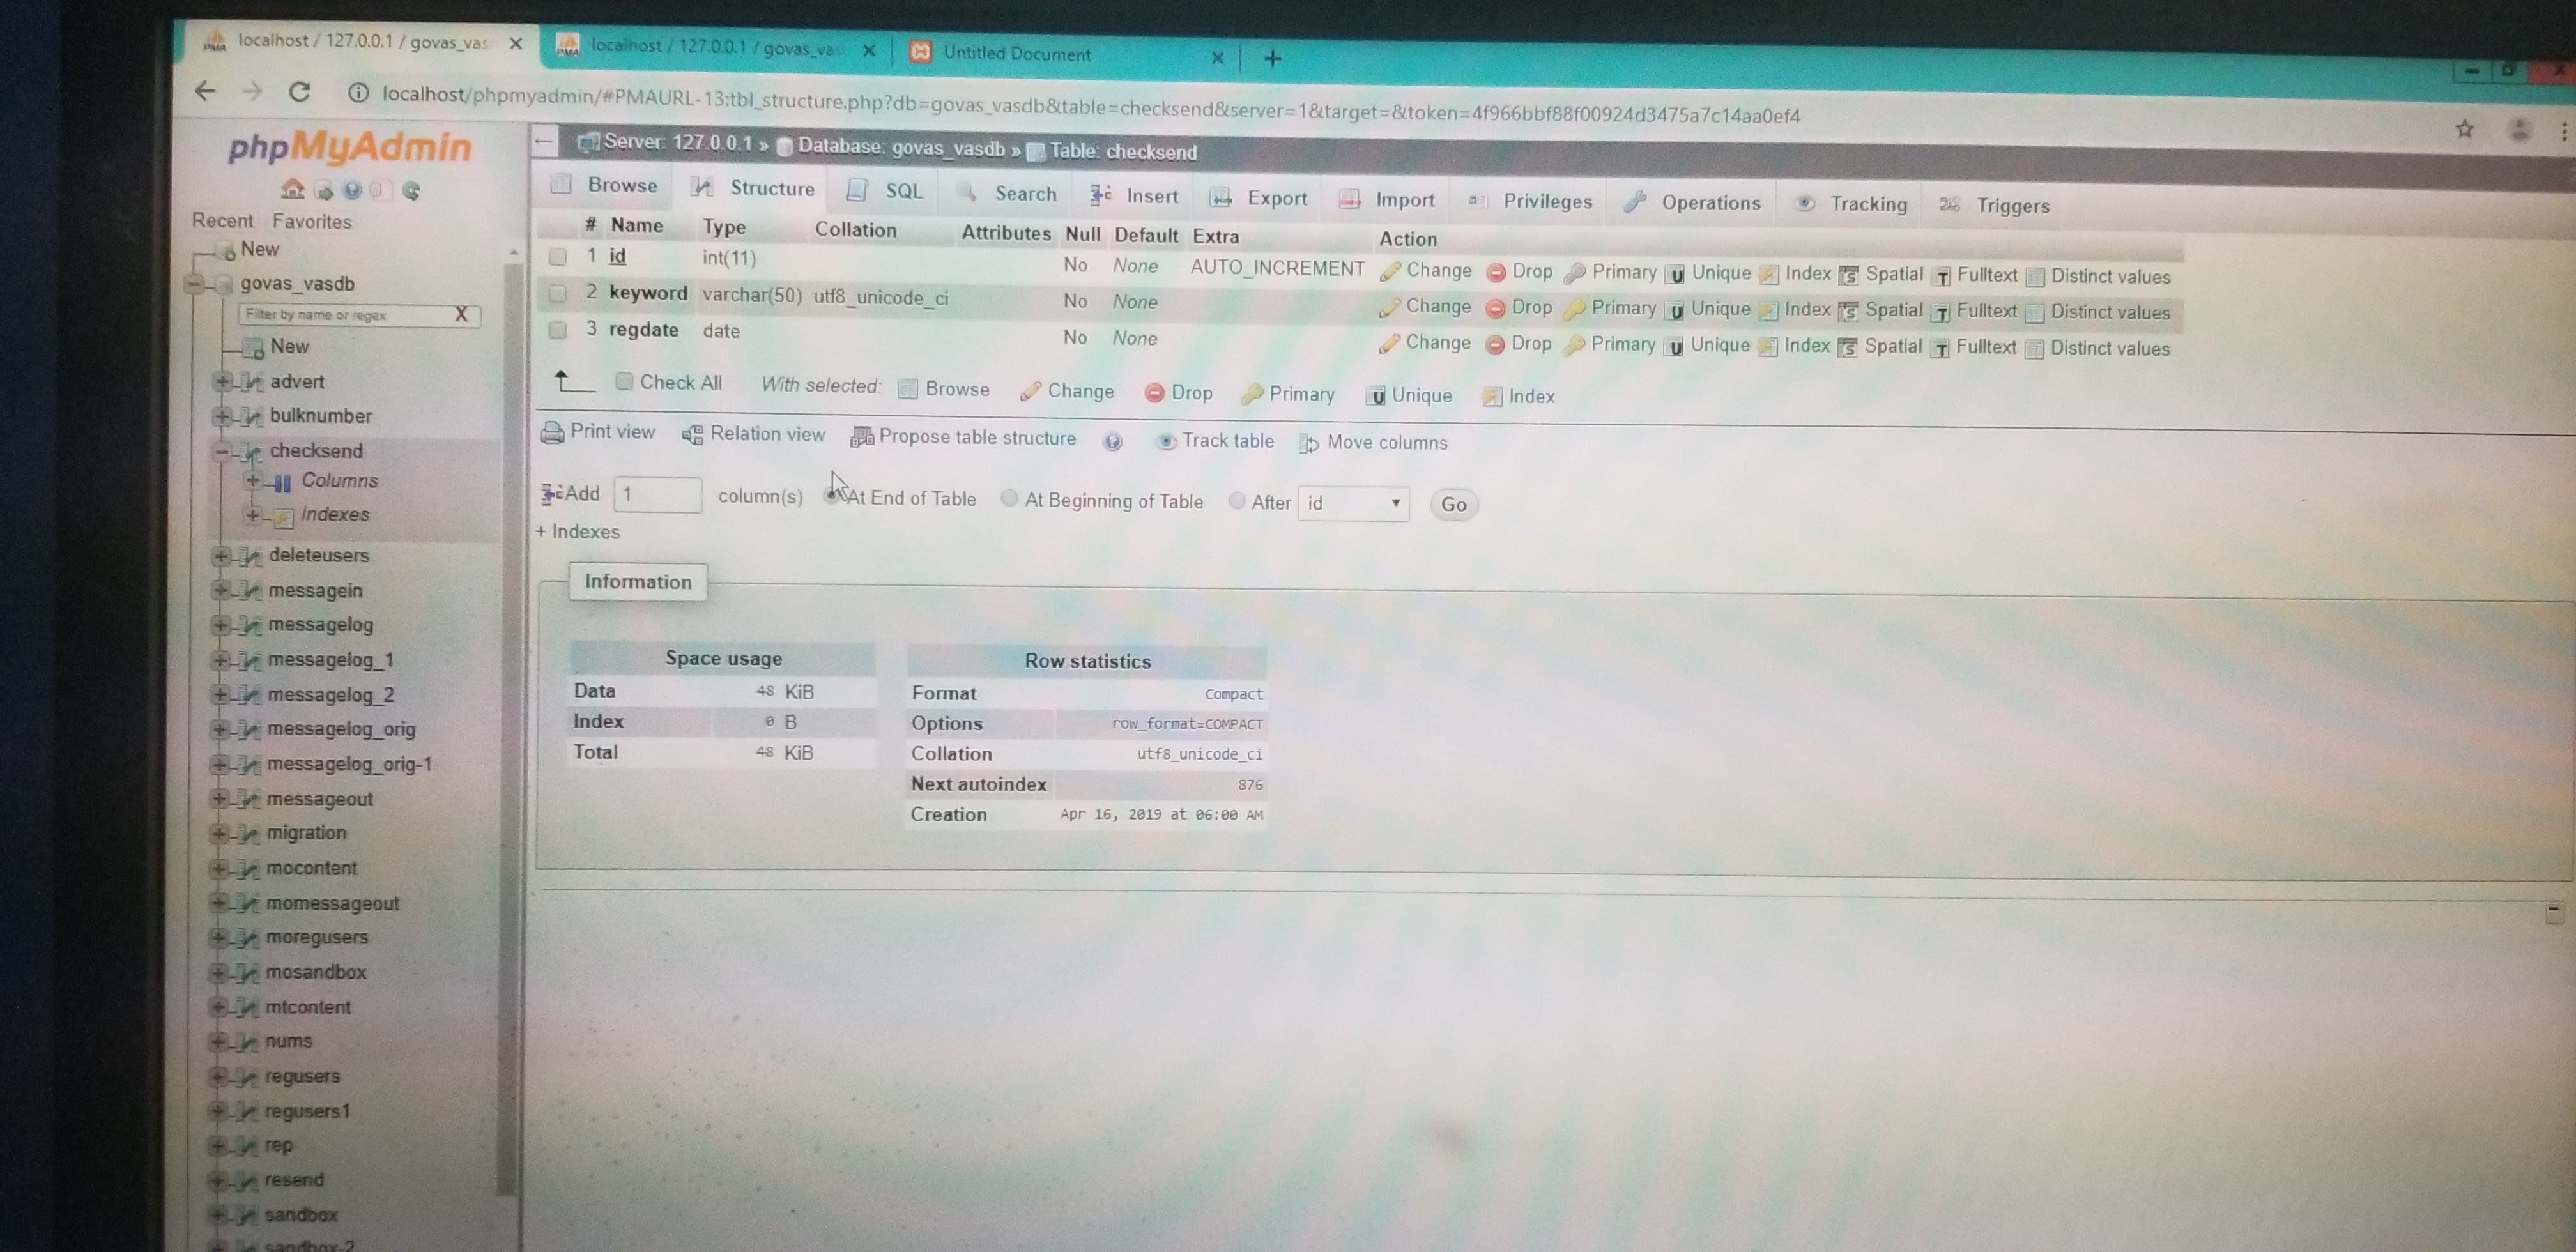 localhost / 127.0.0.1 / govas_vas
localhost / 127.0.0.1 / govas_vas
Untitled Document
localhost/phpmyadmin/#PMAURL-13:tbl_structure.php?db=govas_vasdb&table=checksend&server=1&target=&token=4f966bbf88f00924d3475a7c14aa0ef4
phpMyAdmin
Recent Favorites
New
govas_vasdb
Filter by name or regex X
New
advert
bulknumber
checksend
Columns
Indexes
deleteusers
messagein
messagelog
messagelog_1
messagelog_2
messagelog_orig
messagelog_orig-1
messageout
migration
mocontent
momessageout
moregusers
mosandbox
mtcontent
nums
regusers
regusers1
rep
resend
sandbox
sandbox-2
Server: 127.0.0.1 » Database: govas_vasdb » Table: checksend
Browse Structure SQL Search Insert Export Import Privileges Operations Tracking Triggers
# Name Type Collation Attributes Null Default Extra Action
1 id int(11) No None AUTO_INCREMENT Change Drop Primary Unique Index Spatial Fulltext Distinct values
2 keyword varchar(50) utf8_unicode_ci No None Change Drop Primary Unique Index Spatial Fulltext Distinct values
3 regdate date No None Change Drop Primary Unique Index Spatial Fulltext Distinct values
Check All With selected: Browse Change Drop Primary Unique Index
Print view Relation view Propose table structure Track table Move columns
Add 1 column(s) At End of Table At Beginning of Table After id Go
+ Indexes
Information
Space usage
Data 48 KiB
Index 0 B
Total 48 KiB
Row statistics
Format Compact
Options row_format=COMPACT
Collation utf8_unicode_ci
Next autoindex 876
Creation Apr 16, 2019 at 06:00 AM